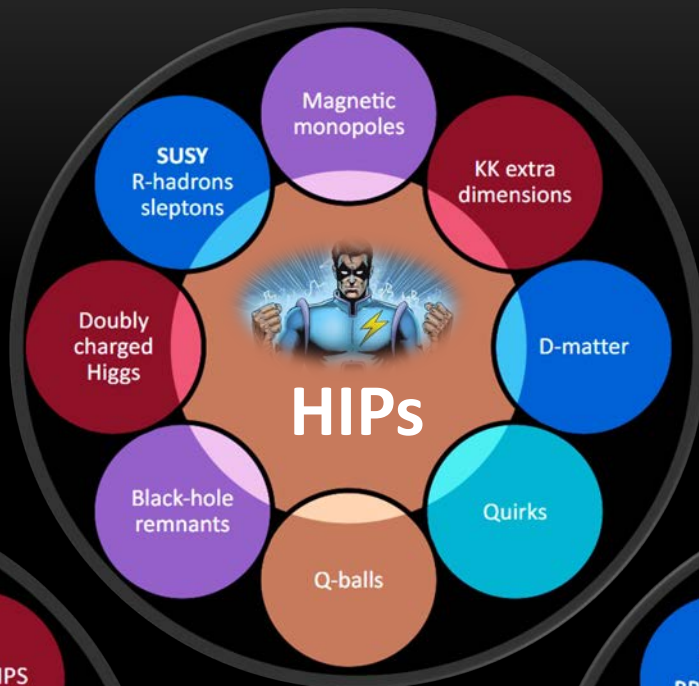 Magnetic
monopoles
SUSY
R-hadrons
sleptons
KK extra
dimensions
Doubly
charged
Higgs
D-matter
HIPs
Black-hole
remnants
Quirks
Q-balls